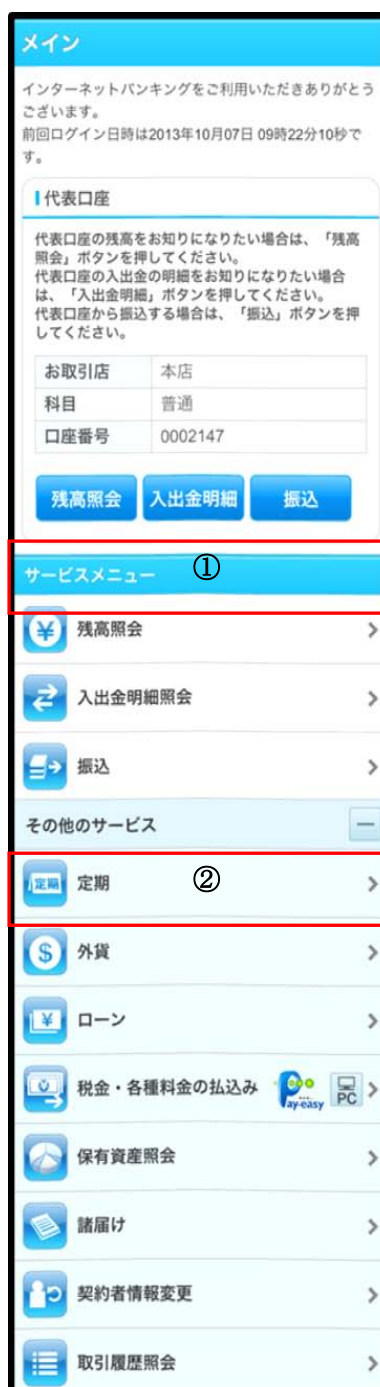 メイン
インターネットバンキングをご利用いただきありがとう
ございます。
前回ログイン日時は2013年10月07日 09時22分10秒で
す。
代表口座
代表口座の残高をお知りになりたい場合は、「残高
照会」ボタンを押してください。
代表口座の入出金の明細をお知りになりたい場合
は、「入出金明細」ボタンを押してください。
代表口座から振込する場合は、「振込」ボタンを押
してください。
お取引店 本店
科目 普通
口座番号 0002147
残高照会 入出金明細 振込
サービスメニュー ①
¥ 残高照会
入出金明細照会
振込
その他のサービス
定期 定期 ②
$ 外貨
¥ ローン
税金・各種料金の払込み Pay-easy PC
保有資産照会
諸届け
契約者情報変更
取引履歴照会